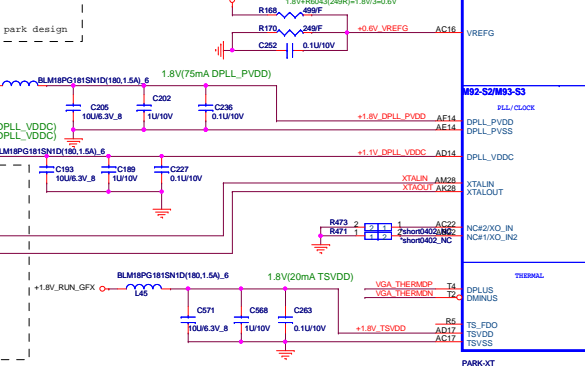 1.8V+R6043(249R)=1.8V/3=0.6V
R168 499/F
park design
R170 249/F
+0.6V_VREFG AC16 VREFG
C252 0.1U/10V
1.8V(75mA DPLL_PVDD)
BLM18PG181SN1D(180,1.5A)_6
M92-S2/M93-S3
PLL/CLOCK
C205
10U/6.3V_8
C202
1U/10V
C236
0.1U/10V
+1.8V_DPLL_PVDD AF14 DPLL_PVDD
AE14 DPLL_PVSS
DPLL_VDDC)
DPLL_VDDC)
LM18PG181SN1D(180,1.5A)_6
+1.1V_DPLL_VDDC AD14 DPLL_VDDC
C193
10U/6.3V_8
C189
1U/10V
C227
0.1U/10V
XTALIN AM28 XTALIN
XTAOUT AK28 XTALOUT
R473 2 1 AC22 NC#2/XO_IN
*short0402_NC
R471 1 2 NC#1/XO_IN2
*short0402_NC
THERMAL
BLM18PG181SN1D(180,1.5A)_6
1.8V(20mA TSVDD)
+1.8V_RUN_GFX
L45
VGA_THERMDP T4 DPLUS
VGA_THERMDN T2 DMINUS
C571
10U/6.3V_8
C568
1U/10V
C263
0.1U/10V
R5 TS_FDO
+1.8V_TSVDD AD17 TSVDD
AC17 TSVSS
PARK-XT